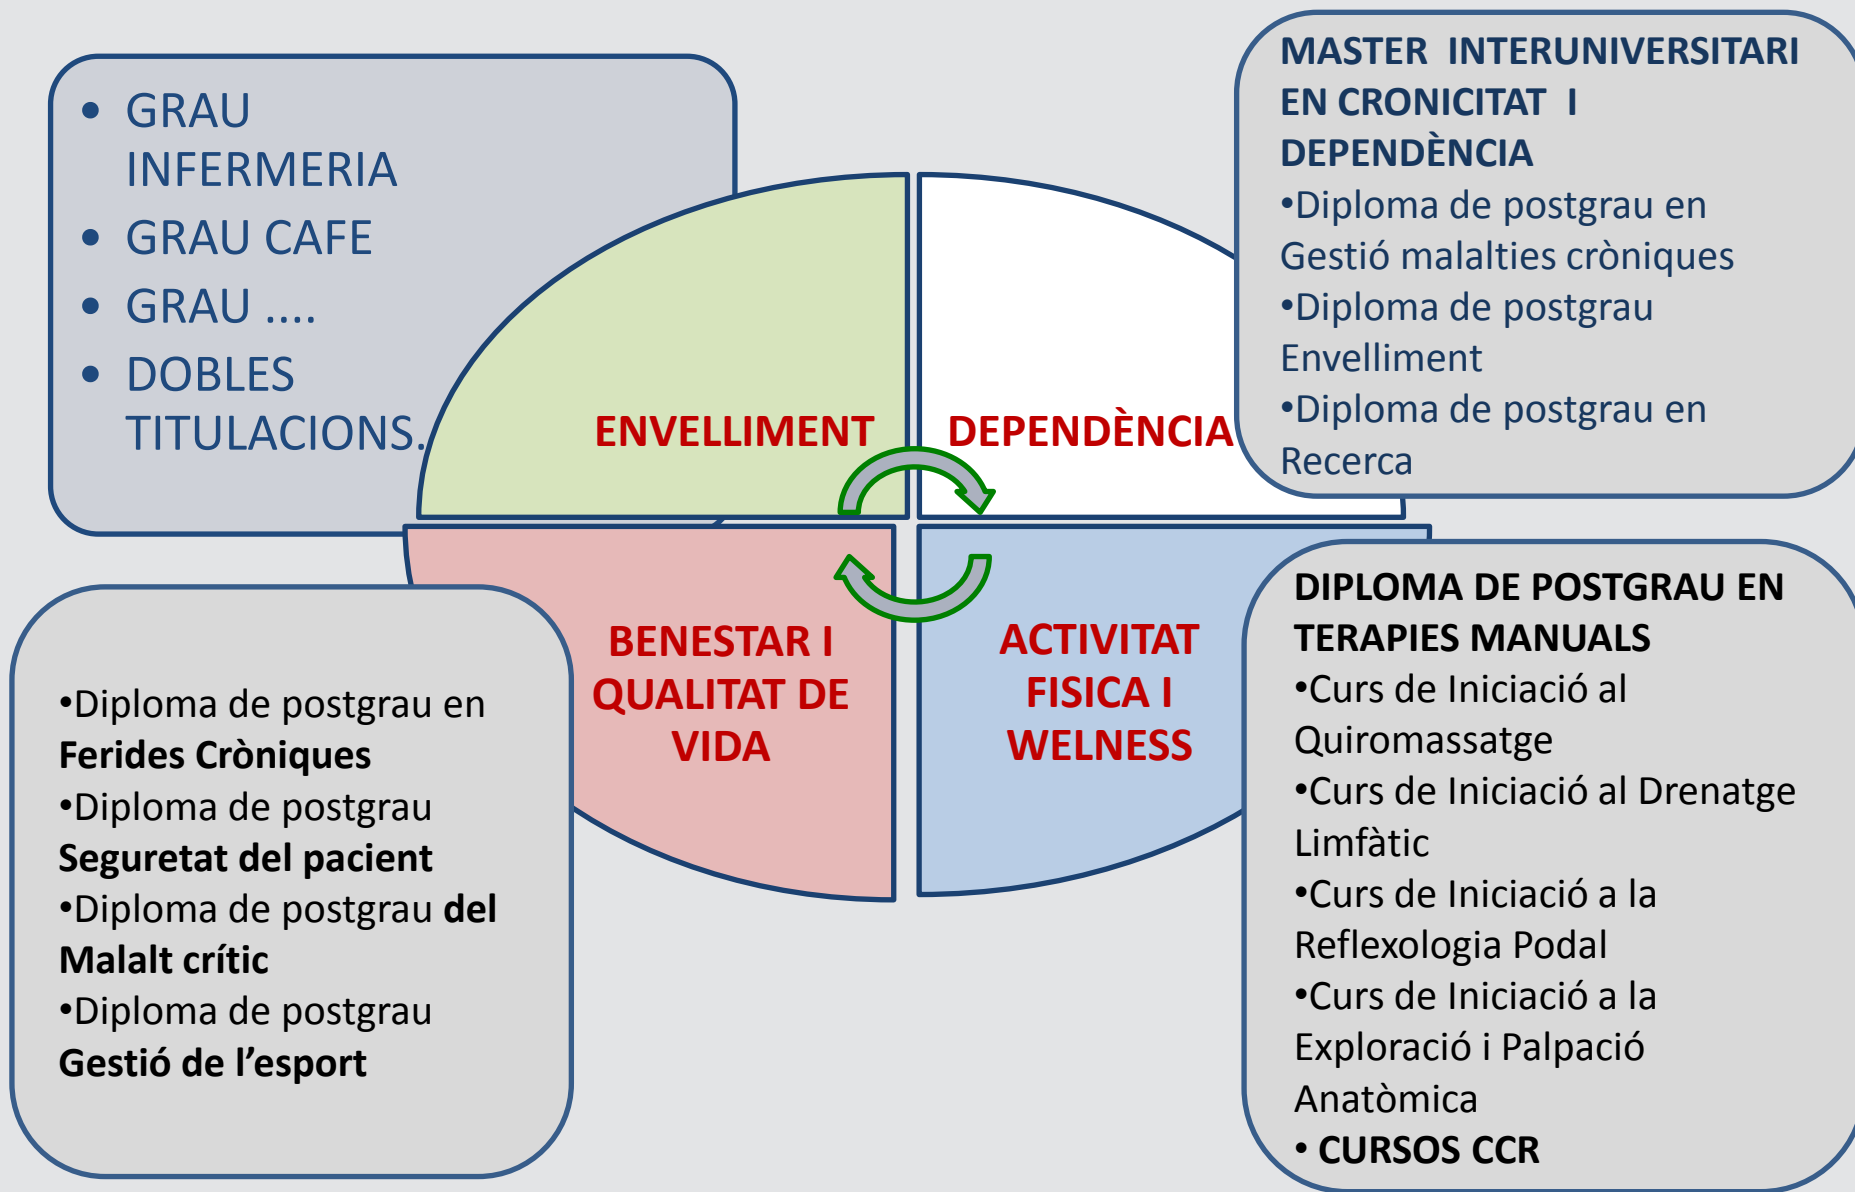 • GRAU
INFERMERIA
• GRAU CAFE
• GRAU ....
• DOBLES
TITULACIONS.
MASTER INTERUNIVERSITARI
EN CRONICITAT I
DEPENDÈNCIA
•Diploma de postgrau en
Gestió malalties cròniques
•Diploma de postgrau
Envelliment
•Diploma de postgrau en
Recerca
ENVELLIMENT
DEPENDÈNCIA
BENESTAR I
QUALITAT DE
VIDA
ACTIVITAT
FISICA I
WELNESS
•Diploma de postgrau en
Ferides Cròniques
•Diploma de postgrau
Seguretat del pacient
•Diploma de postgrau del
Malalt crític
•Diploma de postgrau
Gestió de l’esport
DIPLOMA DE POSTGRAU EN
TERAPIES MANUALS
•Curs de Iniciació al
Quiromassatge
•Curs de Iniciació al Drenatge
Limfàtic
•Curs de Iniciació a la
Reflexologia Podal
•Curs de Iniciació a la
Exploració i Palpació
Anatòmica
• CURSOS CCR